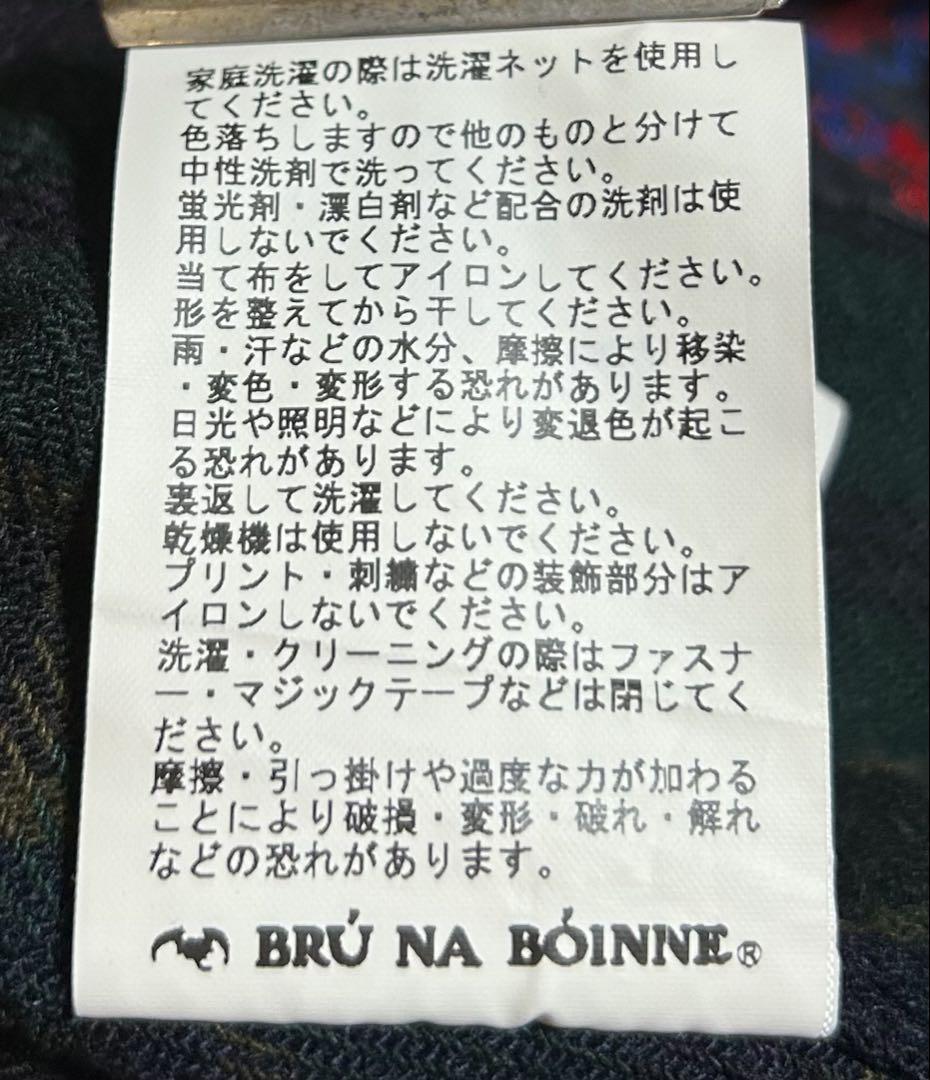 家庭洗濯の際は洗濯ネットを使用し
てください。
色落ちしますので他のものと分けて
中性洗剤で洗ってください。
蛍光剤・漂白剤など配合の洗剤は使
用しないでください。
当て布をしてアイロンしてください。
形を整えてから干してください。
雨・汗などの水分、摩擦により移染
・変色・変形する恐れがあります。
日光や照明などにより変退色が起こ
る恐れがあります。
裏返して洗濯してください。
乾燥機は使用しないでください。
プリント・刺繍などの装飾部分はア
イロンしないでください。
洗濯・クリーニングの際はファスナ
ー・マジックテープなどは閉じてく
ださい。
摩擦・引っ掛けや過度な力が加わる
ことにより破損・変形・破れ・解れ
などの恐れがあります。
BRÚ NA BÓINNE®